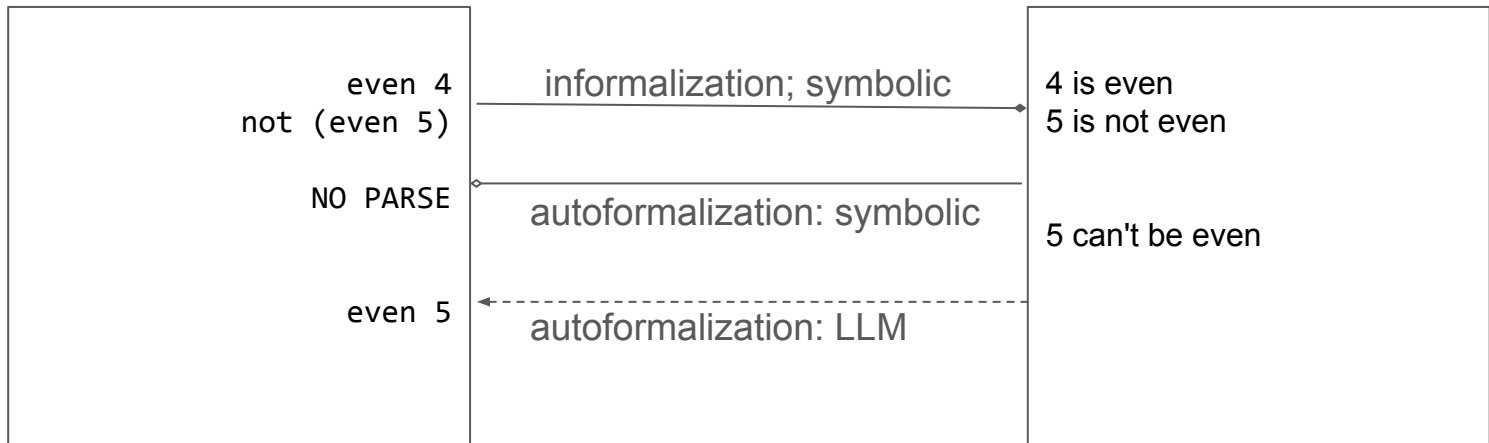 even 4
not (even 5)
NO PARSE
even 5
informalization; symbolic
autoformalization: symbolic
autoformalization: LLM
4 is even
5 is not even
5 can't be even